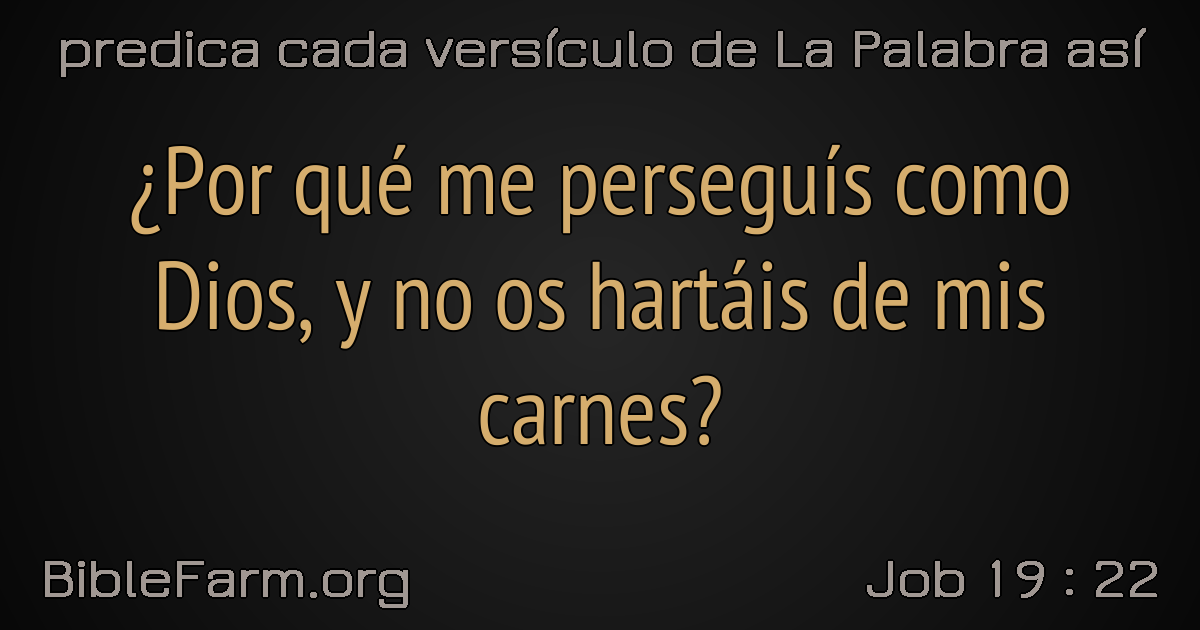 predica cada versículo de La Palabra así
¿Por qué me perseguís como
Dios, y no os hartáis de mis
carnes?
BibleFarm.org
Job 19 : 22